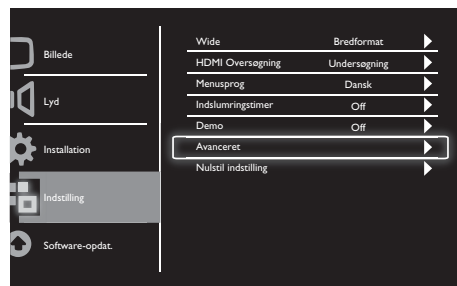 Billede
Lyd
Installation
Indstilling
Software-opdat.
Wide Bredformat
HDMI Oversøgning Undersøgning
Menusprog Dansk
Indslumringstimer Off
Demo Off
Avanceret
Nulstil indstilling